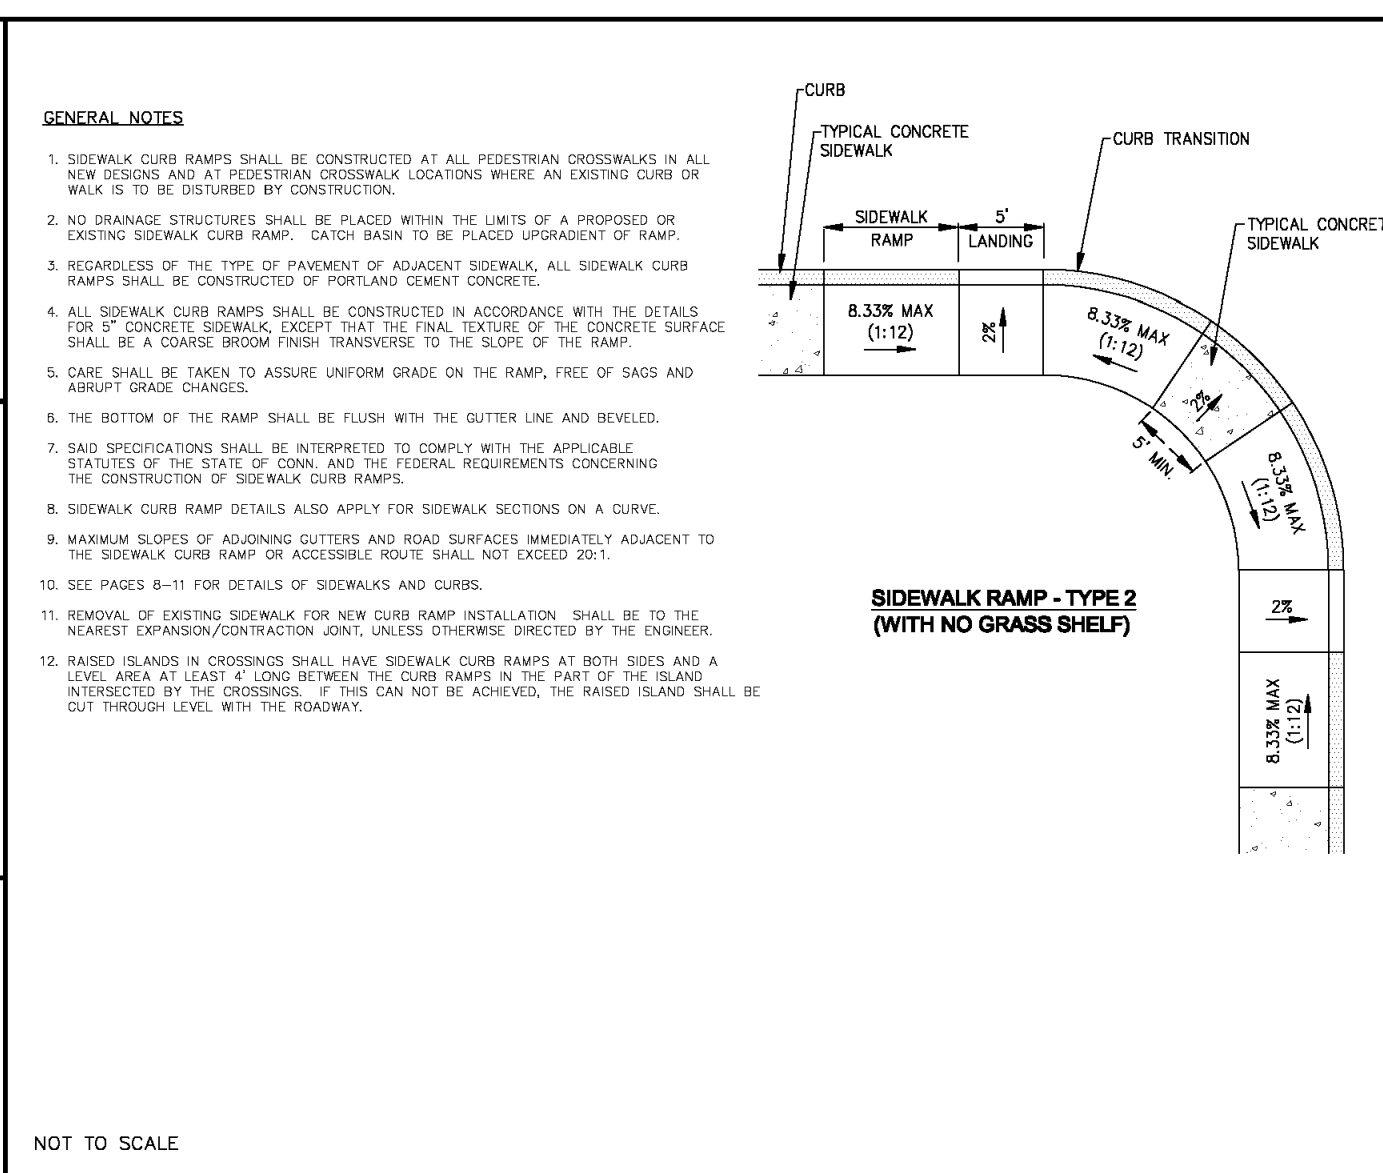 GENERAL NOTES
1. SIDEWALK CURB RAMPS SHALL BE CONSTRUCTED AT ALL PEDESTRIAN CROSSWALKS IN ALL
NEW DESIGNS AND AT PEDESTRIAN CROSSWALK LOCATIONS WHERE AN EXISTING CURB OR
WALK IS TO BE DISTURBED BY CONSTRUCTION.
2. NO DRAINAGE STRUCTURES SHALL BE PLACED WITHIN THE LIMITS OF A PROPOSED OR
EXISTING SIDEWALK CURB RAMP. CATCH BASIN TO BE PLACED UPGRADIENT OF RAMP.
3. REGARDLESS OF THE TYPE OF PAVEMENT OF ADJACENT SIDEWALK, ALL SIDEWALK CURB
RAMPS SHALL BE CONSTRUCTED OF PORTLAND CEMENT CONCRETE.
4. ALL SIDEWALK CURB RAMPS SHALL BE CONSTRUCTED IN ACCORDANCE WITH THE DETAILS
FOR 5" CONCRETE SIDEWALK, EXCEPT THAT THE FINAL TEXTURE OF THE CONCRETE SURFACE
SHALL BE A COARSE BROOM FINISH TRANSVERSE TO THE SLOPE OF THE RAMP.
5. CARE SHALL BE TAKEN TO ASSURE UNIFORM GRADE ON THE RAMP, FREE OF SAGS AND
ABRUPT GRADE CHANGES.
6. THE BOTTOM OF THE RAMP SHALL BE FLUSH WITH THE GUTTER LINE AND BEVELED.
7. SAID SPECIFICATIONS SHALL BE INTERPRETED TO COMPLY WITH THE APPLICABLE
STATUTES OF THE STATE OF CONN. AND THE FEDERAL REQUIREMENTS CONCERNING
THE CONSTRUCTION OF SIDEWALK CURB RAMPS.
8. SIDEWALK CURB RAMP DETAILS ALSO APPLY FOR SIDEWALK SECTIONS ON A CURVE.
9. MAXIMUM SLOPES OF ADJOINING GUTTERS AND ROAD SURFACES IMMEDIATELY ADJACENT TO
THE SIDEWALK CURB RAMP OR ACCESSIBLE ROUTE SHALL NOT EXCEED 20:1.
10. SEE PAGES 8–11 FOR DETAILS OF SIDEWALKS AND CURBS.
11. REMOVAL OF EXISTING SIDEWALK FOR NEW CURB RAMP INSTALLATION SHALL BE TO THE
NEAREST EXPANSION/CONTRACTION JOINT, UNLESS OTHERWISE DIRECTED BY THE ENGINEER.
12. RAISED ISLANDS IN CROSSINGS SHALL HAVE SIDEWALK CURB RAMPS AT BOTH SIDES AND A
LEVEL AREA AT LEAST 4' LONG BETWEEN THE CURB RAMPS IN THE PART OF THE ISLAND
INTERSECTED BY THE CROSSINGS. IF THIS CAN NOT BE ACHIEVED, THE RAISED ISLAND SHALL BE
CUT THROUGH LEVEL WITH THE ROADWAY.
CURB
TYPICAL CONCRETE
SIDEWALK
CURB TRANSITION
TYPICAL CONCRET
SIDEWALK
SIDEWALK
RAMP
5'
LANDING
8.33% MAX
(1:12)
2%
8.33% MAX
(1:12)
2%
5' MIN.
8.33% MAX
(1:12)
2%
8.33% MAX
(1:12)
SIDEWALK RAMP - TYPE 2
(WITH NO GRASS SHELF)
NOT TO SCALE